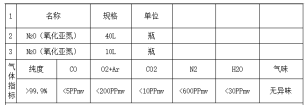 1 名称 规格 单位
2 N2O（氧化亚氮） 40L 瓶
3 N2O（氧化亚氮） 10L 瓶
气体指标 纯度 CO O2+Ar CO2 N2 H2O 气味
>99.9% <5PPmv <200PPmv <10PPmv <600PPmv <30PPmv 无异味